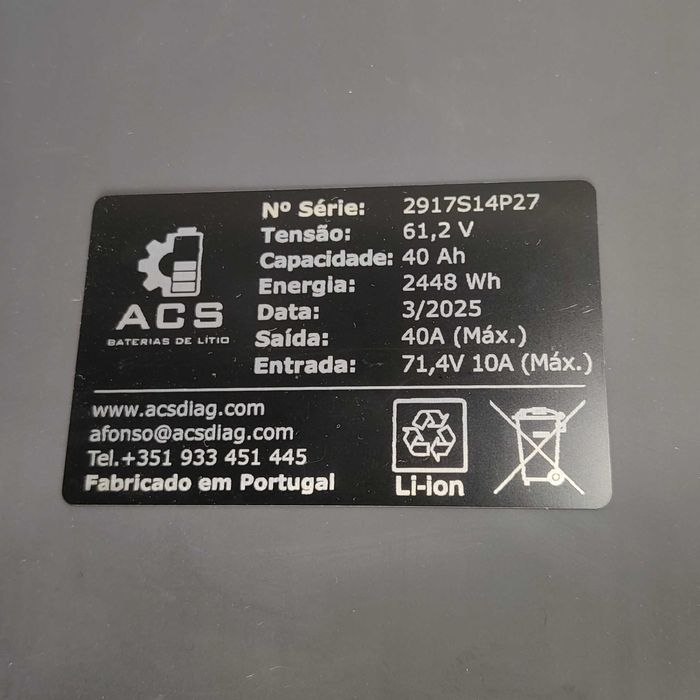 ACS
BATERIAS DE LÍTIO
Nº Série: 2917S14P27
Tensão: 61,2 V
Capacidade: 40 Ah
Energia: 2448 Wh
Data: 3/2025
Saída: 40A (Máx.)
Entrada: 71,4V 10A (Máx.)
www.acsdiag.com
afonso@acsdiag.com
Tel.+351 933 451 445
Fabricado em Portugal
Li-ion